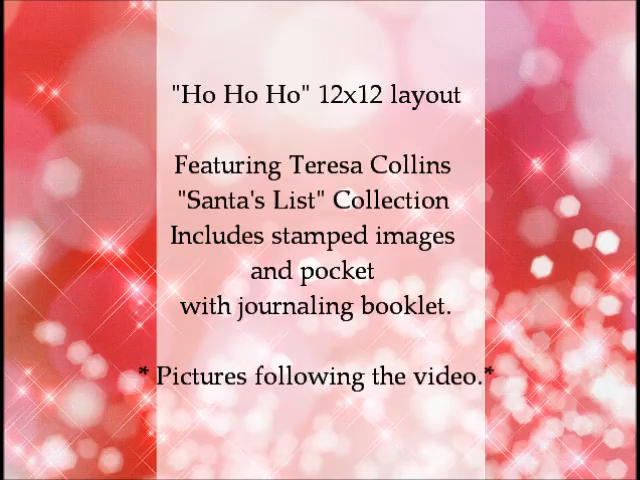 "Ho Ho Ho" 12x12 layout
Featuring Teresa Collins
"Santa's List" Collection
Includes stamped images
and pocket
with journaling booklet.
* Pictures following the video.*